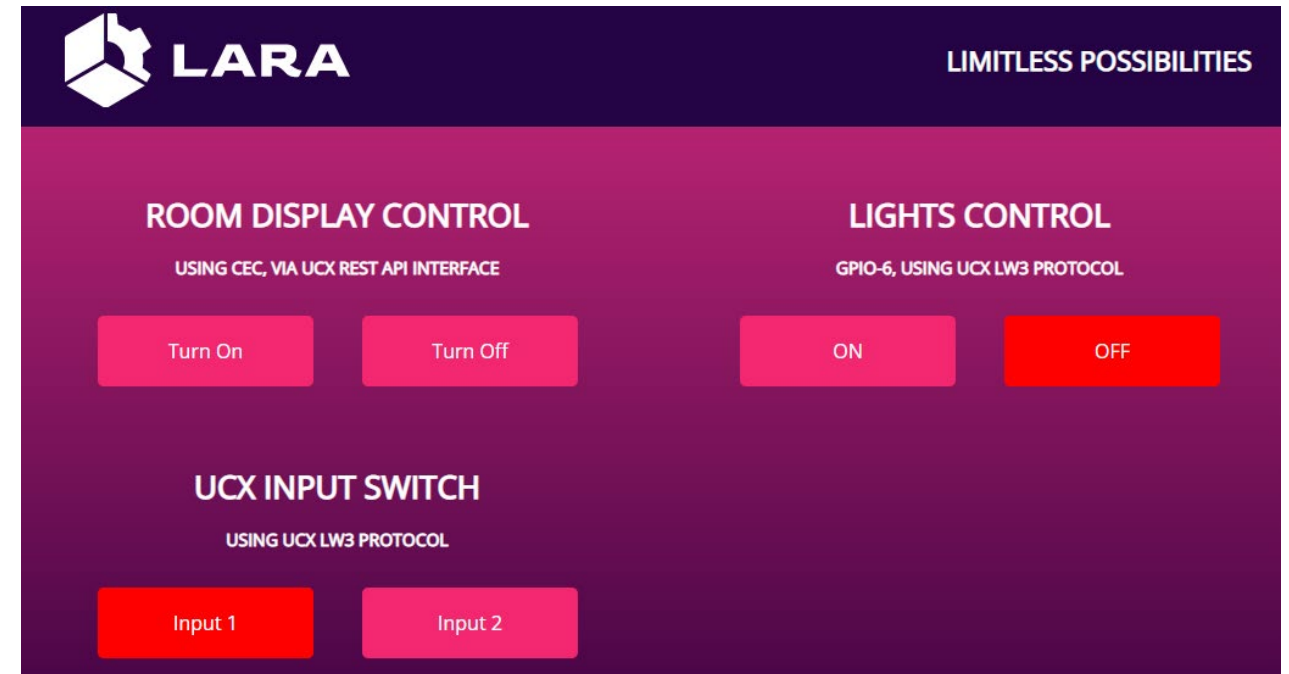 LARA
LIMITLESS POSSIBILITIES
ROOM DISPLAY CONTROL
USING CEC, VIA UCX REST API INTERFACE
Turn On
Turn Off
LIGHTS CONTROL
GPIO-6, USING UCX LW3 PROTOCOL
ON
OFF
UCX INPUT SWITCH
USING UCX LW3 PROTOCOL
Input 1
Input 2